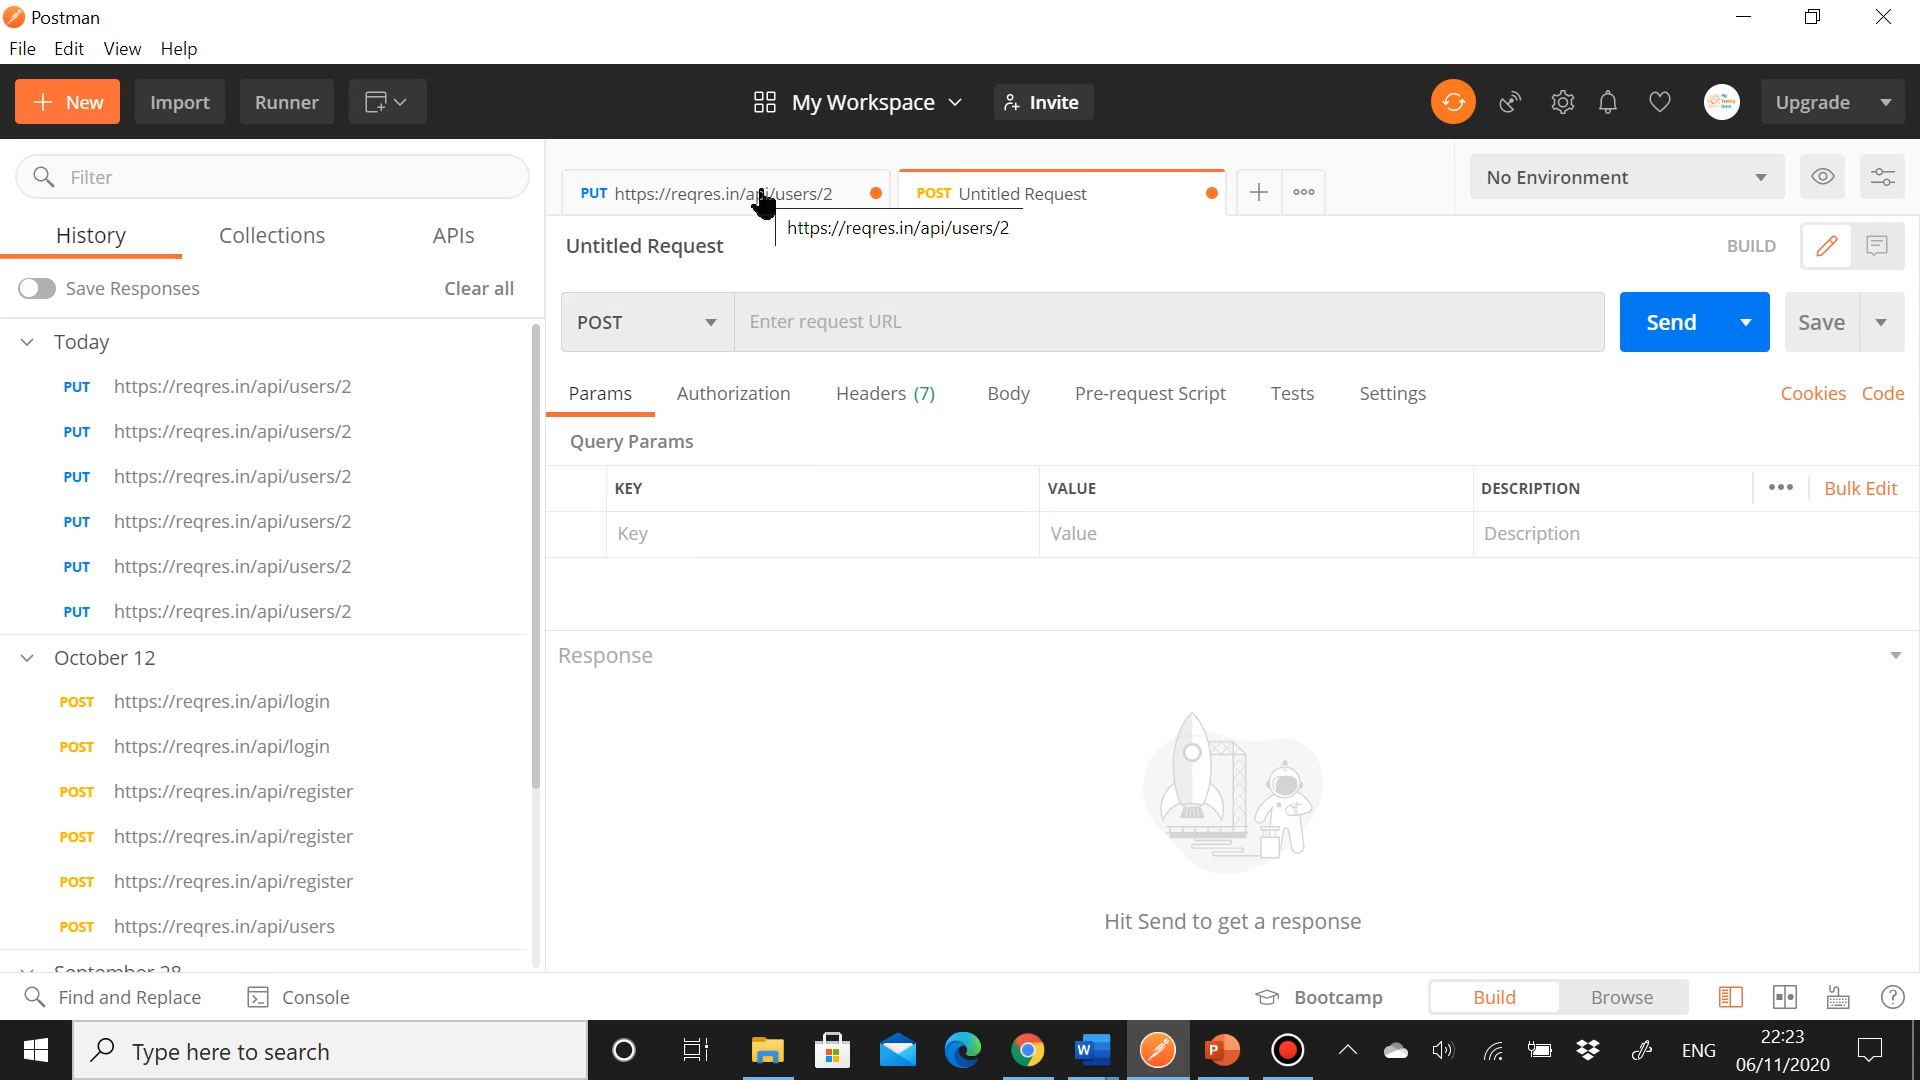 Postman
File Edit View Help
+ New Import Runner My Workspace Invite Upgrade
Filter
History Collections APIs
Save Responses Clear all
Today
PUT https://reqres.in/api/users/2
PUT https://reqres.in/api/users/2
PUT https://reqres.in/api/users/2
PUT https://reqres.in/api/users/2
PUT https://reqres.in/api/users/2
PUT https://reqres.in/api/users/2
October 12
POST https://reqres.in/api/login
POST https://reqres.in/api/login
POST https://reqres.in/api/register
POST https://reqres.in/api/register
POST https://reqres.in/api/register
POST https://reqres.in/api/users
September 28
PUT https://reqres.in/api/users/2 POST Untitled Request
No Environment
https://reqres.in/api/users/2
Untitled Request BUILD
POST Enter request URL Send Save
Params Authorization Headers (7) Body Pre-request Script Tests Settings Cookies Code
Query Params
KEY VALUE DESCRIPTION Bulk Edit
Key Value Description
Response
Hit Send to get a response
Find and Replace Console Bootcamp Build Browse
Type here to search ENG
22:23
06/11/2020